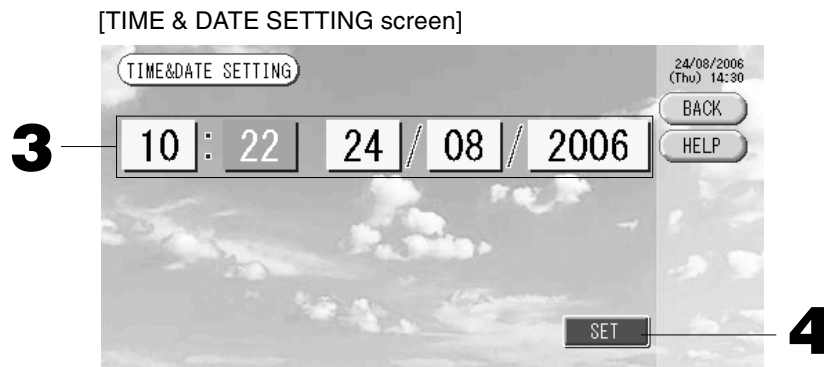 [TIME & DATE SETTING screen]
TIME&DATE SETTING
24/08/2006
(Thu) 14:30
BACK
3
10 : 22 24 / 08 / 2006
HELP
SET
4